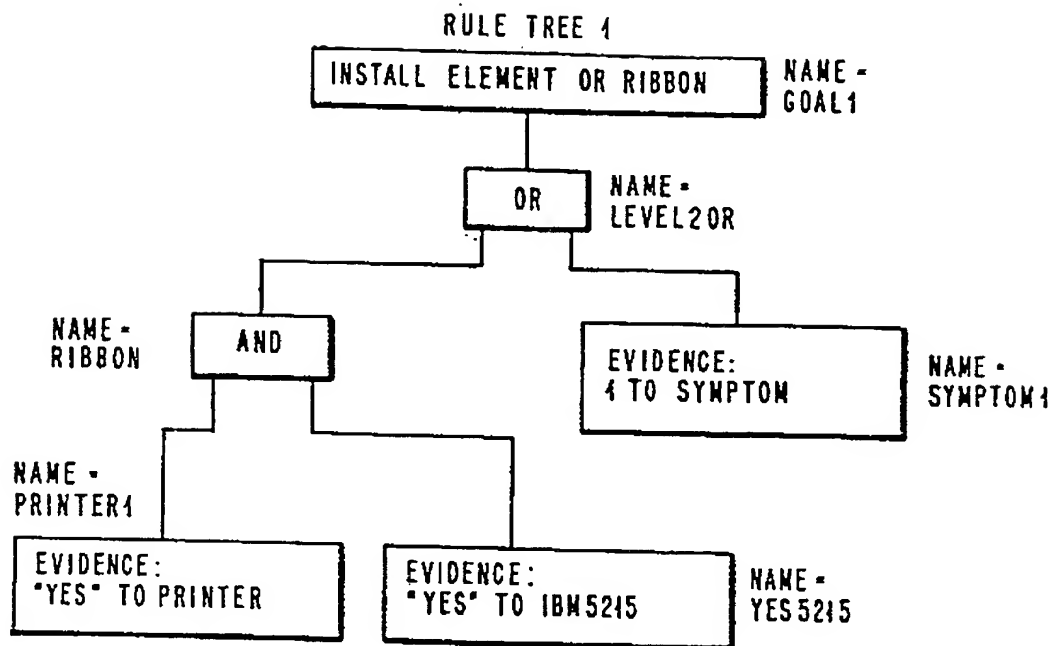 RULE TREE 1
INSTALL ELEMENT OR RIBBON
NAME =
GOAL1
OR
NAME =
LEVEL2OR
NAME =
RIBBON
AND
EVIDENCE:
1 TO SYMPTOM
NAME =
SYMPTOM1
NAME =
PRINTER1
EVIDENCE:
"YES" TO PRINTER
EVIDENCE:
"YES" TO IBM5215
NAME =
YES5215